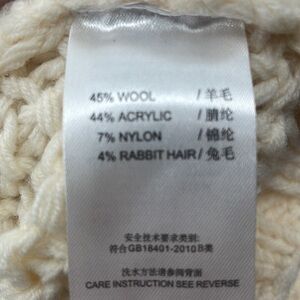 45% WOOL / 羊毛
44% ACRYLIC / 腈纶
7% NYLON / 锦纶
4% RABBIT HAIR / 兔毛
安全技术要求类别:
符合GB18401-2010B类
洗水方法请参阅背面
CARE INSTRUCTION SEE REVERSE